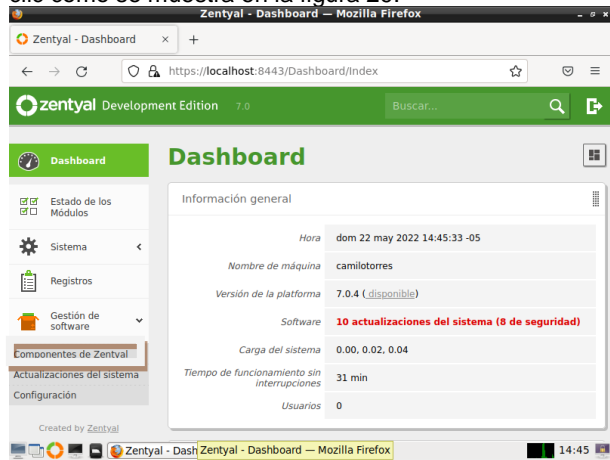 Zentyal - Dashboard — Mozilla Firefox
Zentyal - Dashboard × +
https://localhost:8443/Dashboard/Index
zentyal Development Edition 7.0 Buscar...
Dashboard
Dashboard
Información general
Estado de los
Módulos
Sistema
Registros
Gestión de
software
Componentes de Zentyal
Actualizaciones del sistema
Configuración
Created by Zentyal
Hora dom 22 may 2022 14:45:33 -05
Nombre de máquina camilotorres
Versión de la platforma 7.0.4 ( disponible)
Software 10 actualizaciones del sistema (8 de seguridad)
Carga del sistema 0.00, 0.02, 0.04
Tiempo de funcionamiento sin
interrupciones 31 min
Usuarios 0
Zentyal - Dash Zentyal - Dashboard — Mozilla Firefox 14:45